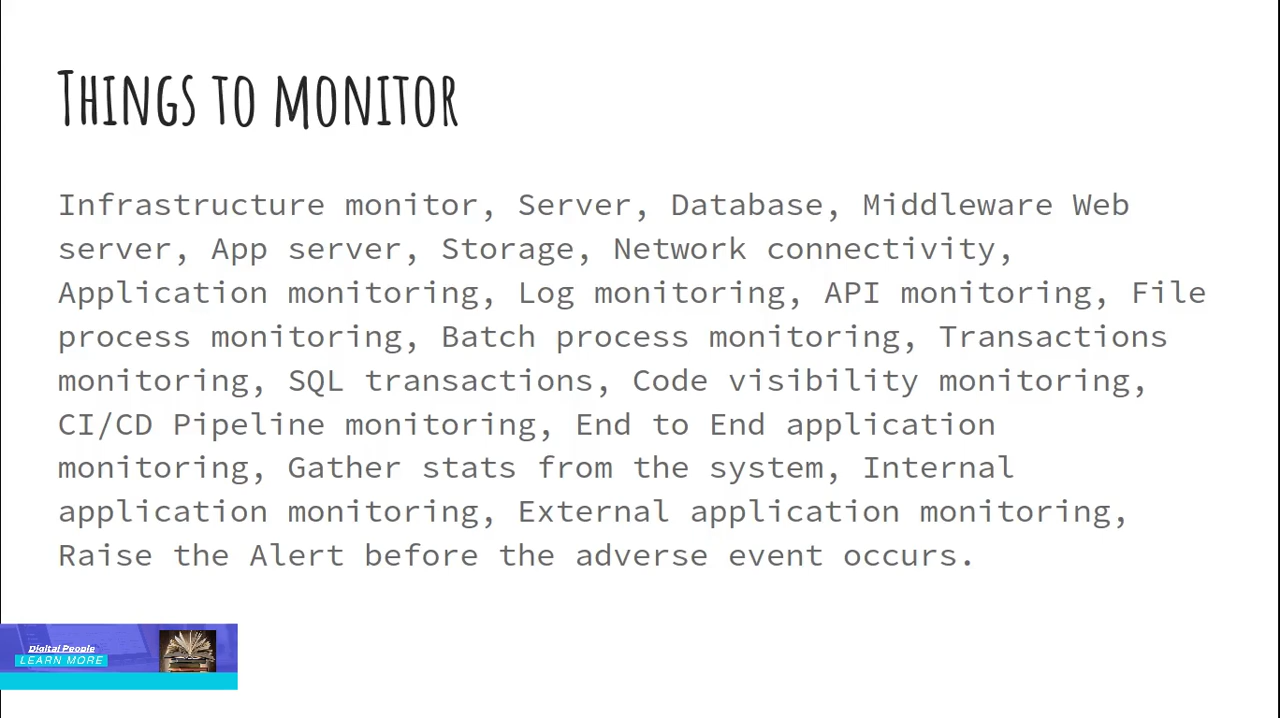 THINGS TO MONITOR
Infrastructure monitor, Server, Database, Middleware Web
server, App server, Storage, Network connectivity,
Application monitoring, Log monitoring, API monitoring, File
process monitoring, Batch process monitoring, Transactions
monitoring, SQL transactions, Code visibility monitoring,
CI/CD Pipeline monitoring, End to End application
monitoring, Gather stats from the system, Internal
application monitoring, External application monitoring,
Raise the Alert before the adverse event occurs.
Digital People
LEARN MORE